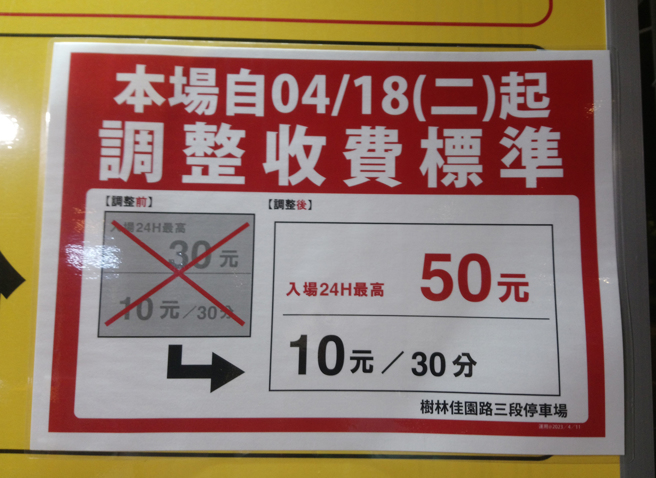 本場自04/18(二)起
調整收費標準
【調整前】
入場24H最高
30元
10元／30分
【調整後】
入場24H最高 50元
10元／30分
樹林佳園路三段停車場